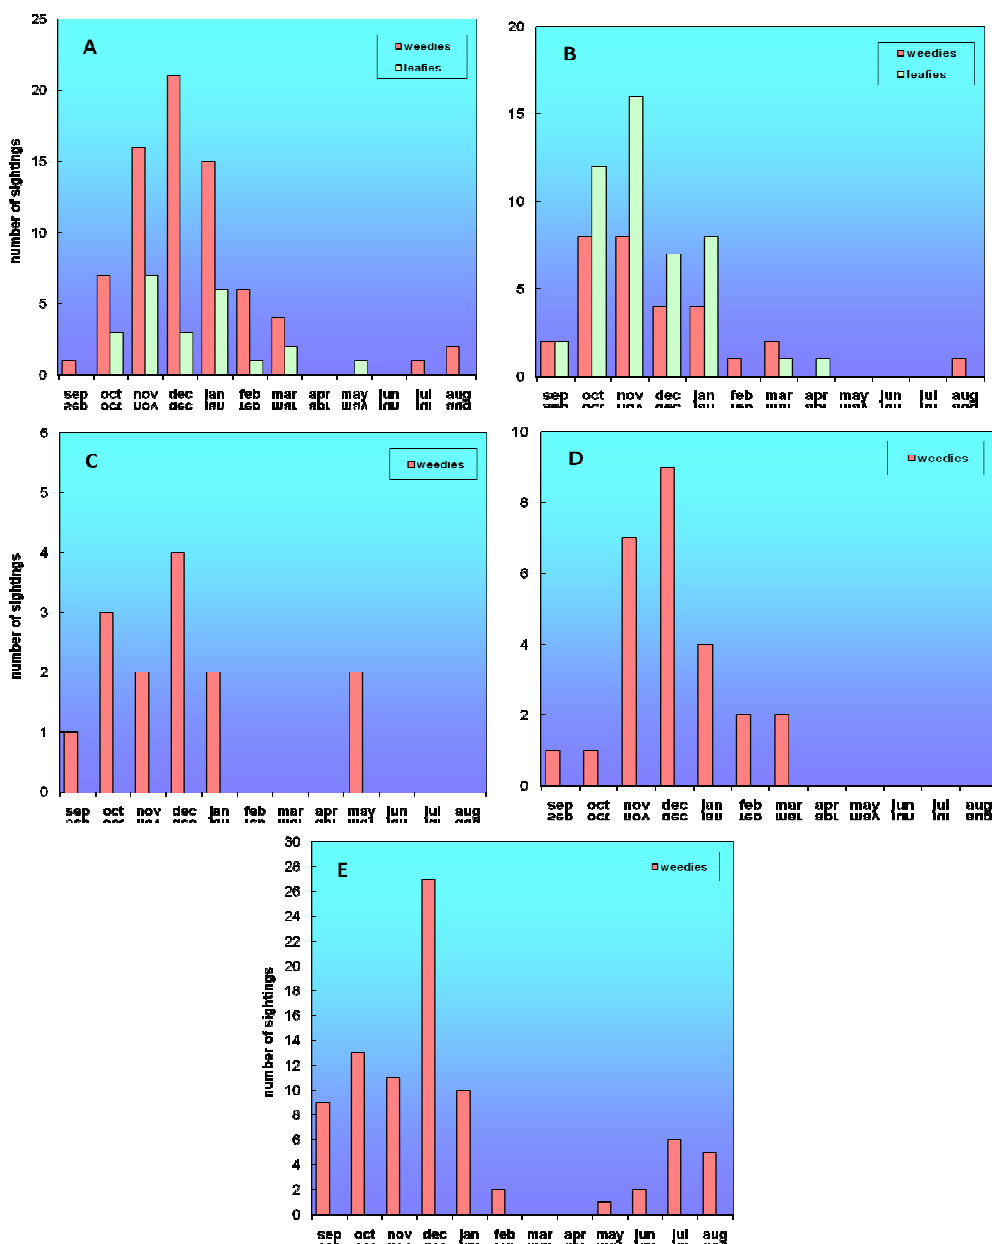 A
weedies
leafies
number of sightings
25
20
15
10
5
0
sep oct nov dec jan feb mar apr may jun jul aug
B
weedies
leafies
20
15
10
5
0
sep oct nov dec jan feb mar apr may jun jul aug
C
weedies
number of sightings
6
5
4
3
2
1
0
sep oct nov dec jan feb mar apr may jun jul aug
D
weedies
10
8
6
4
2
0
sep oct nov dec jan feb mar apr may jun jul aug
E
weedies
number of sightings
30
28
26
24
22
20
18
16
14
12
10
8
6
4
2
0
sep oct nov dec jan feb mar apr may jun jul aug